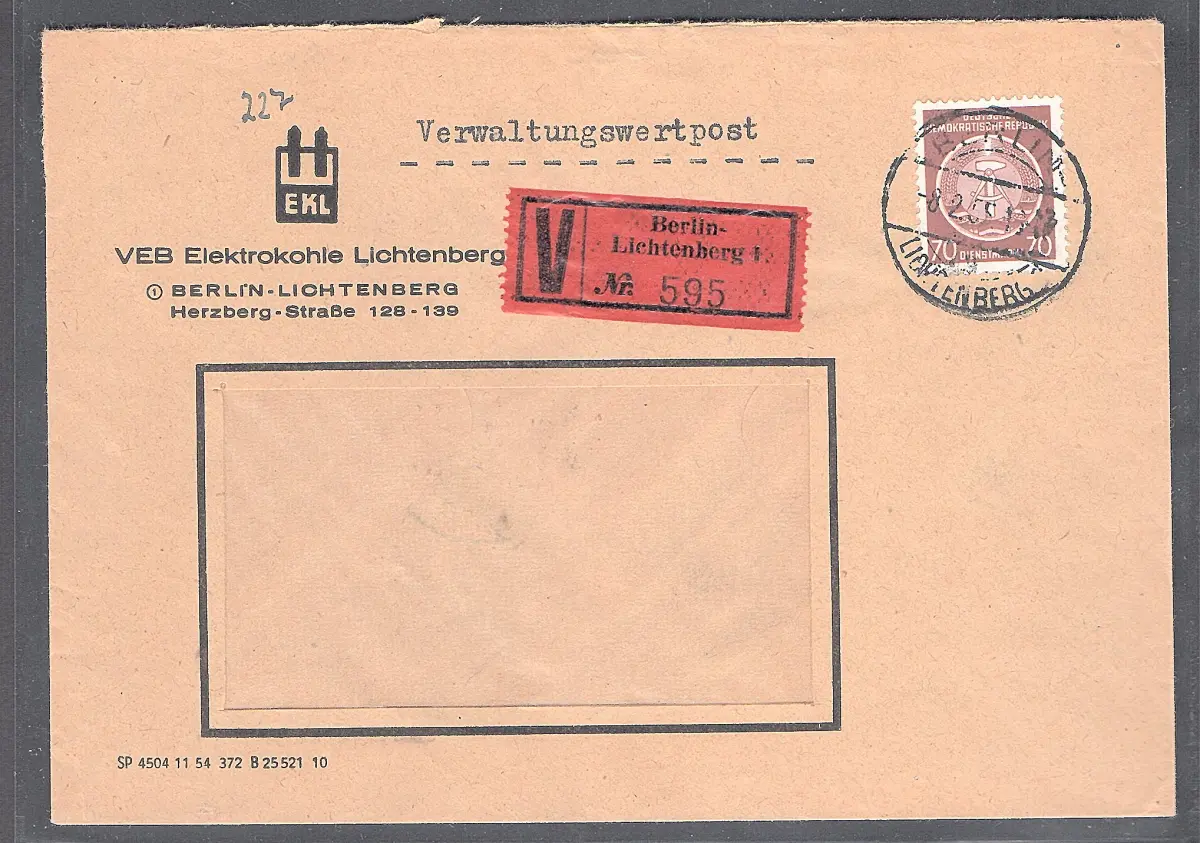 227
Verwaltungswertpost
EKL
VEB Elektrokohle Lichtenberg
① BERLIN-LICHTENBERG
Herzberg-Straße 128-139
V
Berlin-
Lichtenberg 4
Nr. 595
DEUTSCHE
DEMOKRATISCHE REPUBLIK
70 70
DIENSTMARKE
BERLIN
LICHTENBERG
SP 4504 11 54 372 B 25521 10